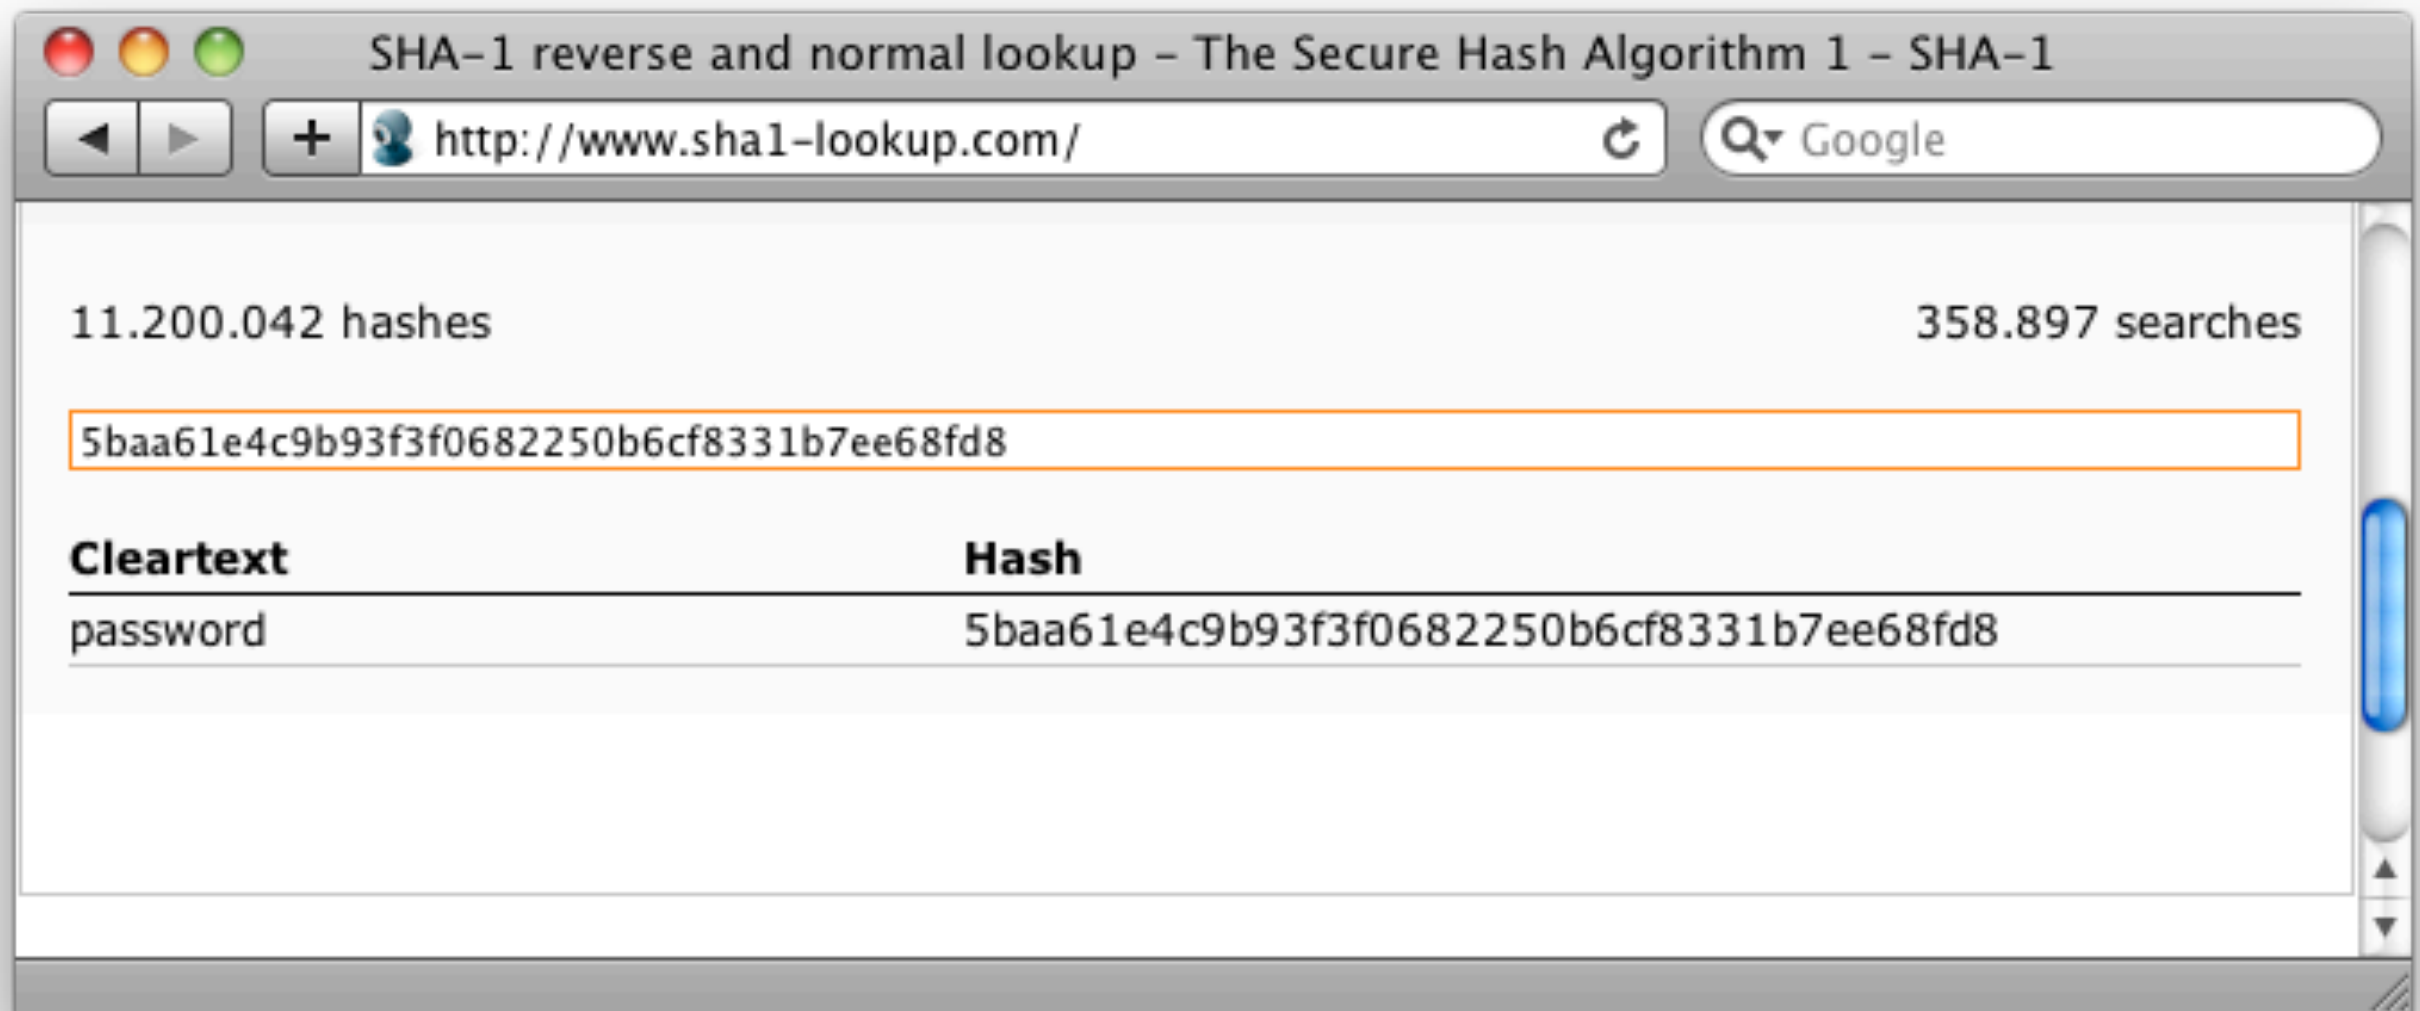 SHA-1 reverse and normal lookup – The Secure Hash Algorithm 1 – SHA-1
http://www.sha1-lookup.com/ Google
11.200.042 hashes 358.897 searches
5baa61e4c9b93f3f0682250b6cf8331b7ee68fd8
Cleartext Hash
password 5baa61e4c9b93f3f0682250b6cf8331b7ee68fd8